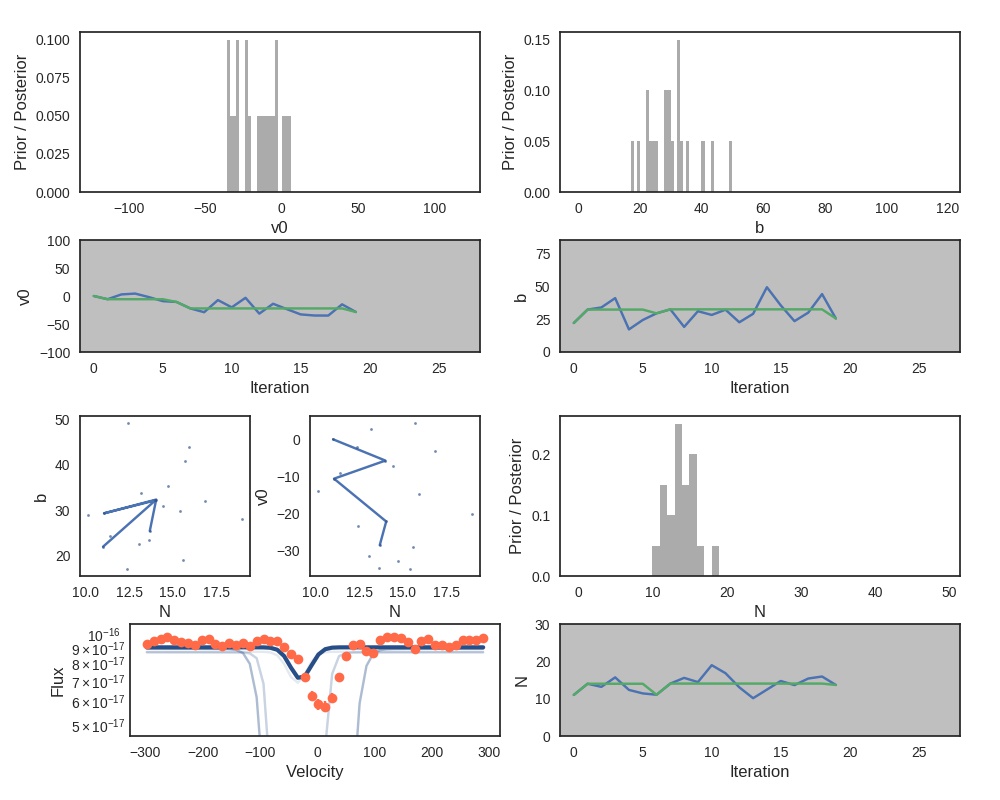 Prior / Posterior
0.100
0.075
0.050
0.025
0.000
−100 −50 0 50 100
v0
Prior / Posterior
0.15
0.10
0.05
0.00
0 20 40 60 80 100 120
b
v0
100
50
0
−50
−100
0 5 10 15 20 25
Iteration
b
75
50
25
0
0 5 10 15 20 25
Iteration
b
50
40
30
20
10.0 12.5 15.0 17.5
N
v0
0
−10
−20
−30
10.0 12.5 15.0 17.5
N
Prior / Posterior
0.2
0.1
0.0
0 10 20 30 40 50
N
Flux
10⁻¹⁶
9 × 10⁻¹⁷
8 × 10⁻¹⁷
7 × 10⁻¹⁷
6 × 10⁻¹⁷
5 × 10⁻¹⁷
−300 −200 −100 0 100 200 300
Velocity
N
30
20
10
0
0 5 10 15 20 25
Iteration